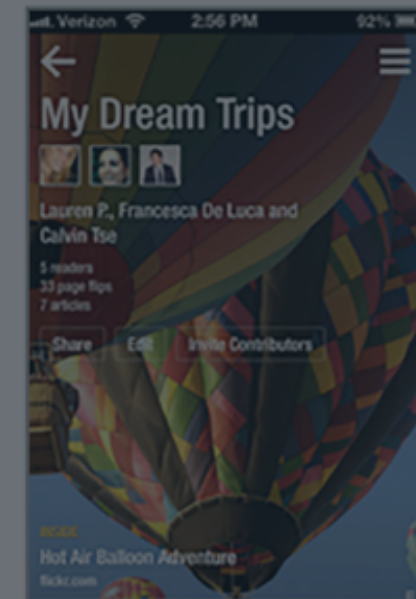 Verizon 2:56 PM 92%
My Dream Trips
Lauren P., Francesca De Luca and
Calvin Tse
5 readers
33 page flips
7 articles
Share Edit Invite Contributors
INSIDE
Hot Air Balloon Adventure
flickr.com